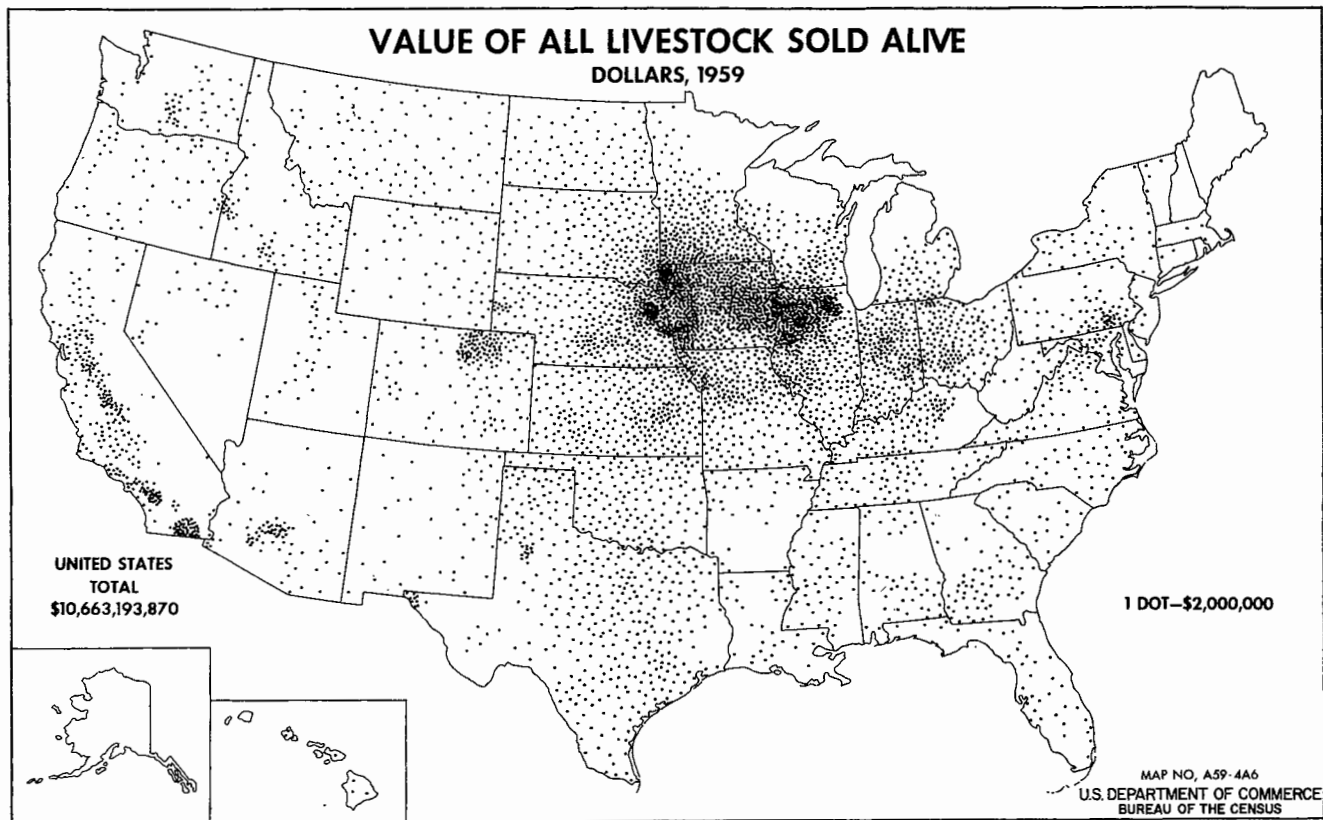 VALUE OF ALL LIVESTOCK SOLD ALIVE
DOLLARS, 1959
UNITED STATES
TOTAL
$10,663,193,870
1 DOT—$2,000,000
MAP NO, A59-4A6
U.S. DEPARTMENT OF COMMERCE
BUREAU OF THE CENSUS